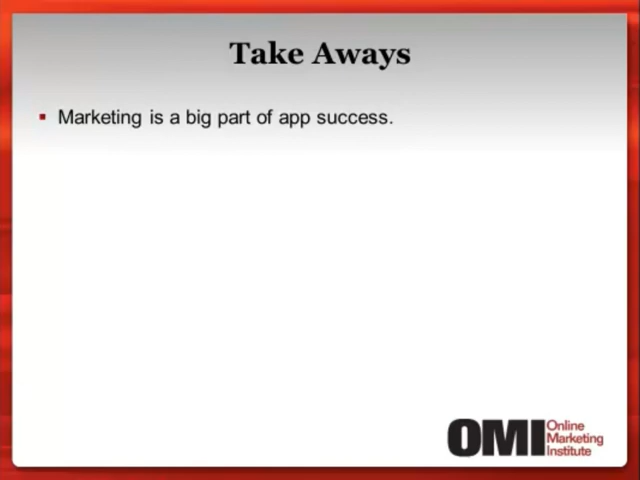 Take Aways
Marketing is a big part of app success.
OMI Online
Marketing
Institute